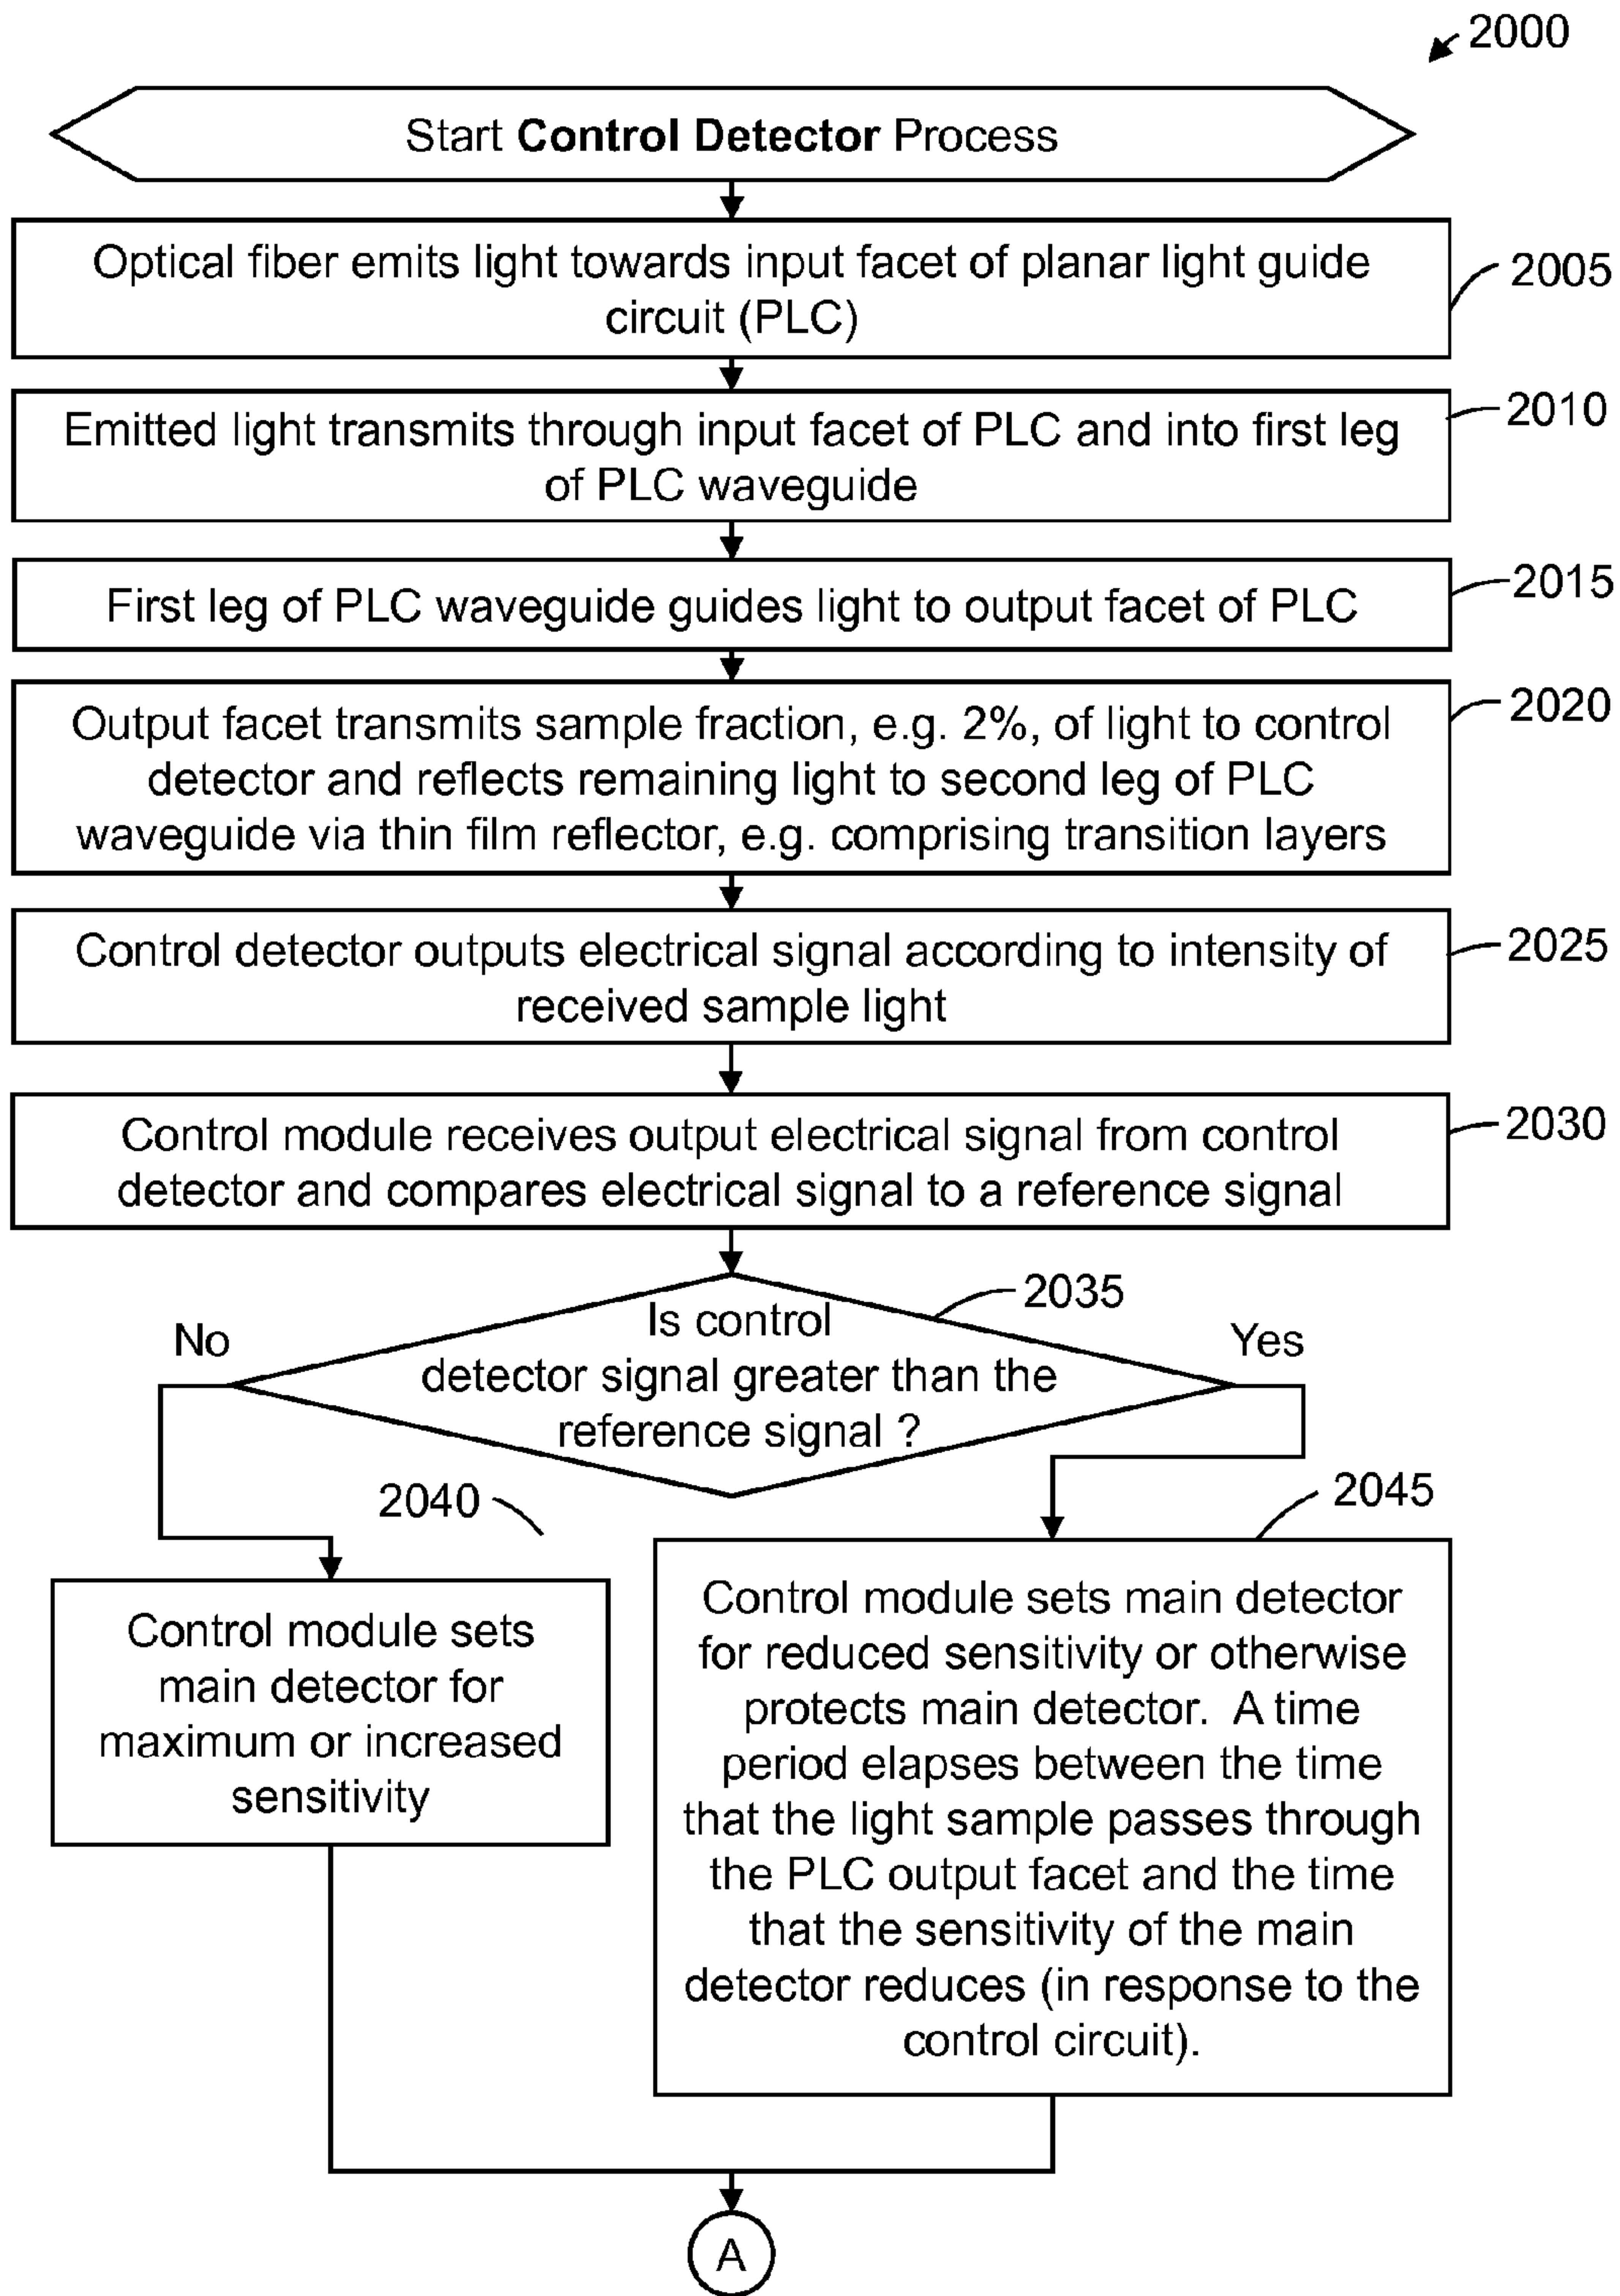 2000
Start Control Detector Process
Optical fiber emits light towards input facet of planar light guide
circuit (PLC)
2005
Emitted light transmits through input facet of PLC and into first leg
of PLC waveguide
2010
First leg of PLC waveguide guides light to output facet of PLC
2015
Output facet transmits sample fraction, e.g. 2%, of light to control
detector and reflects remaining light to second leg of PLC
waveguide via thin film reflector, e.g. comprising transition layers
2020
Control detector outputs electrical signal according to intensity of
received sample light
2025
Control module receives output electrical signal from control
detector and compares electrical signal to a reference signal
2030
Is control
detector signal greater than the
reference signal ?
2035
No
Yes
2040
Control module sets
main detector for
maximum or increased
sensitivity
2045
Control module sets main detector
for reduced sensitivity or otherwise
protects main detector. A time
period elapses between the time
that the light sample passes through
the PLC output facet and the time
that the sensitivity of the main
detector reduces (in response to the
control circuit).
A